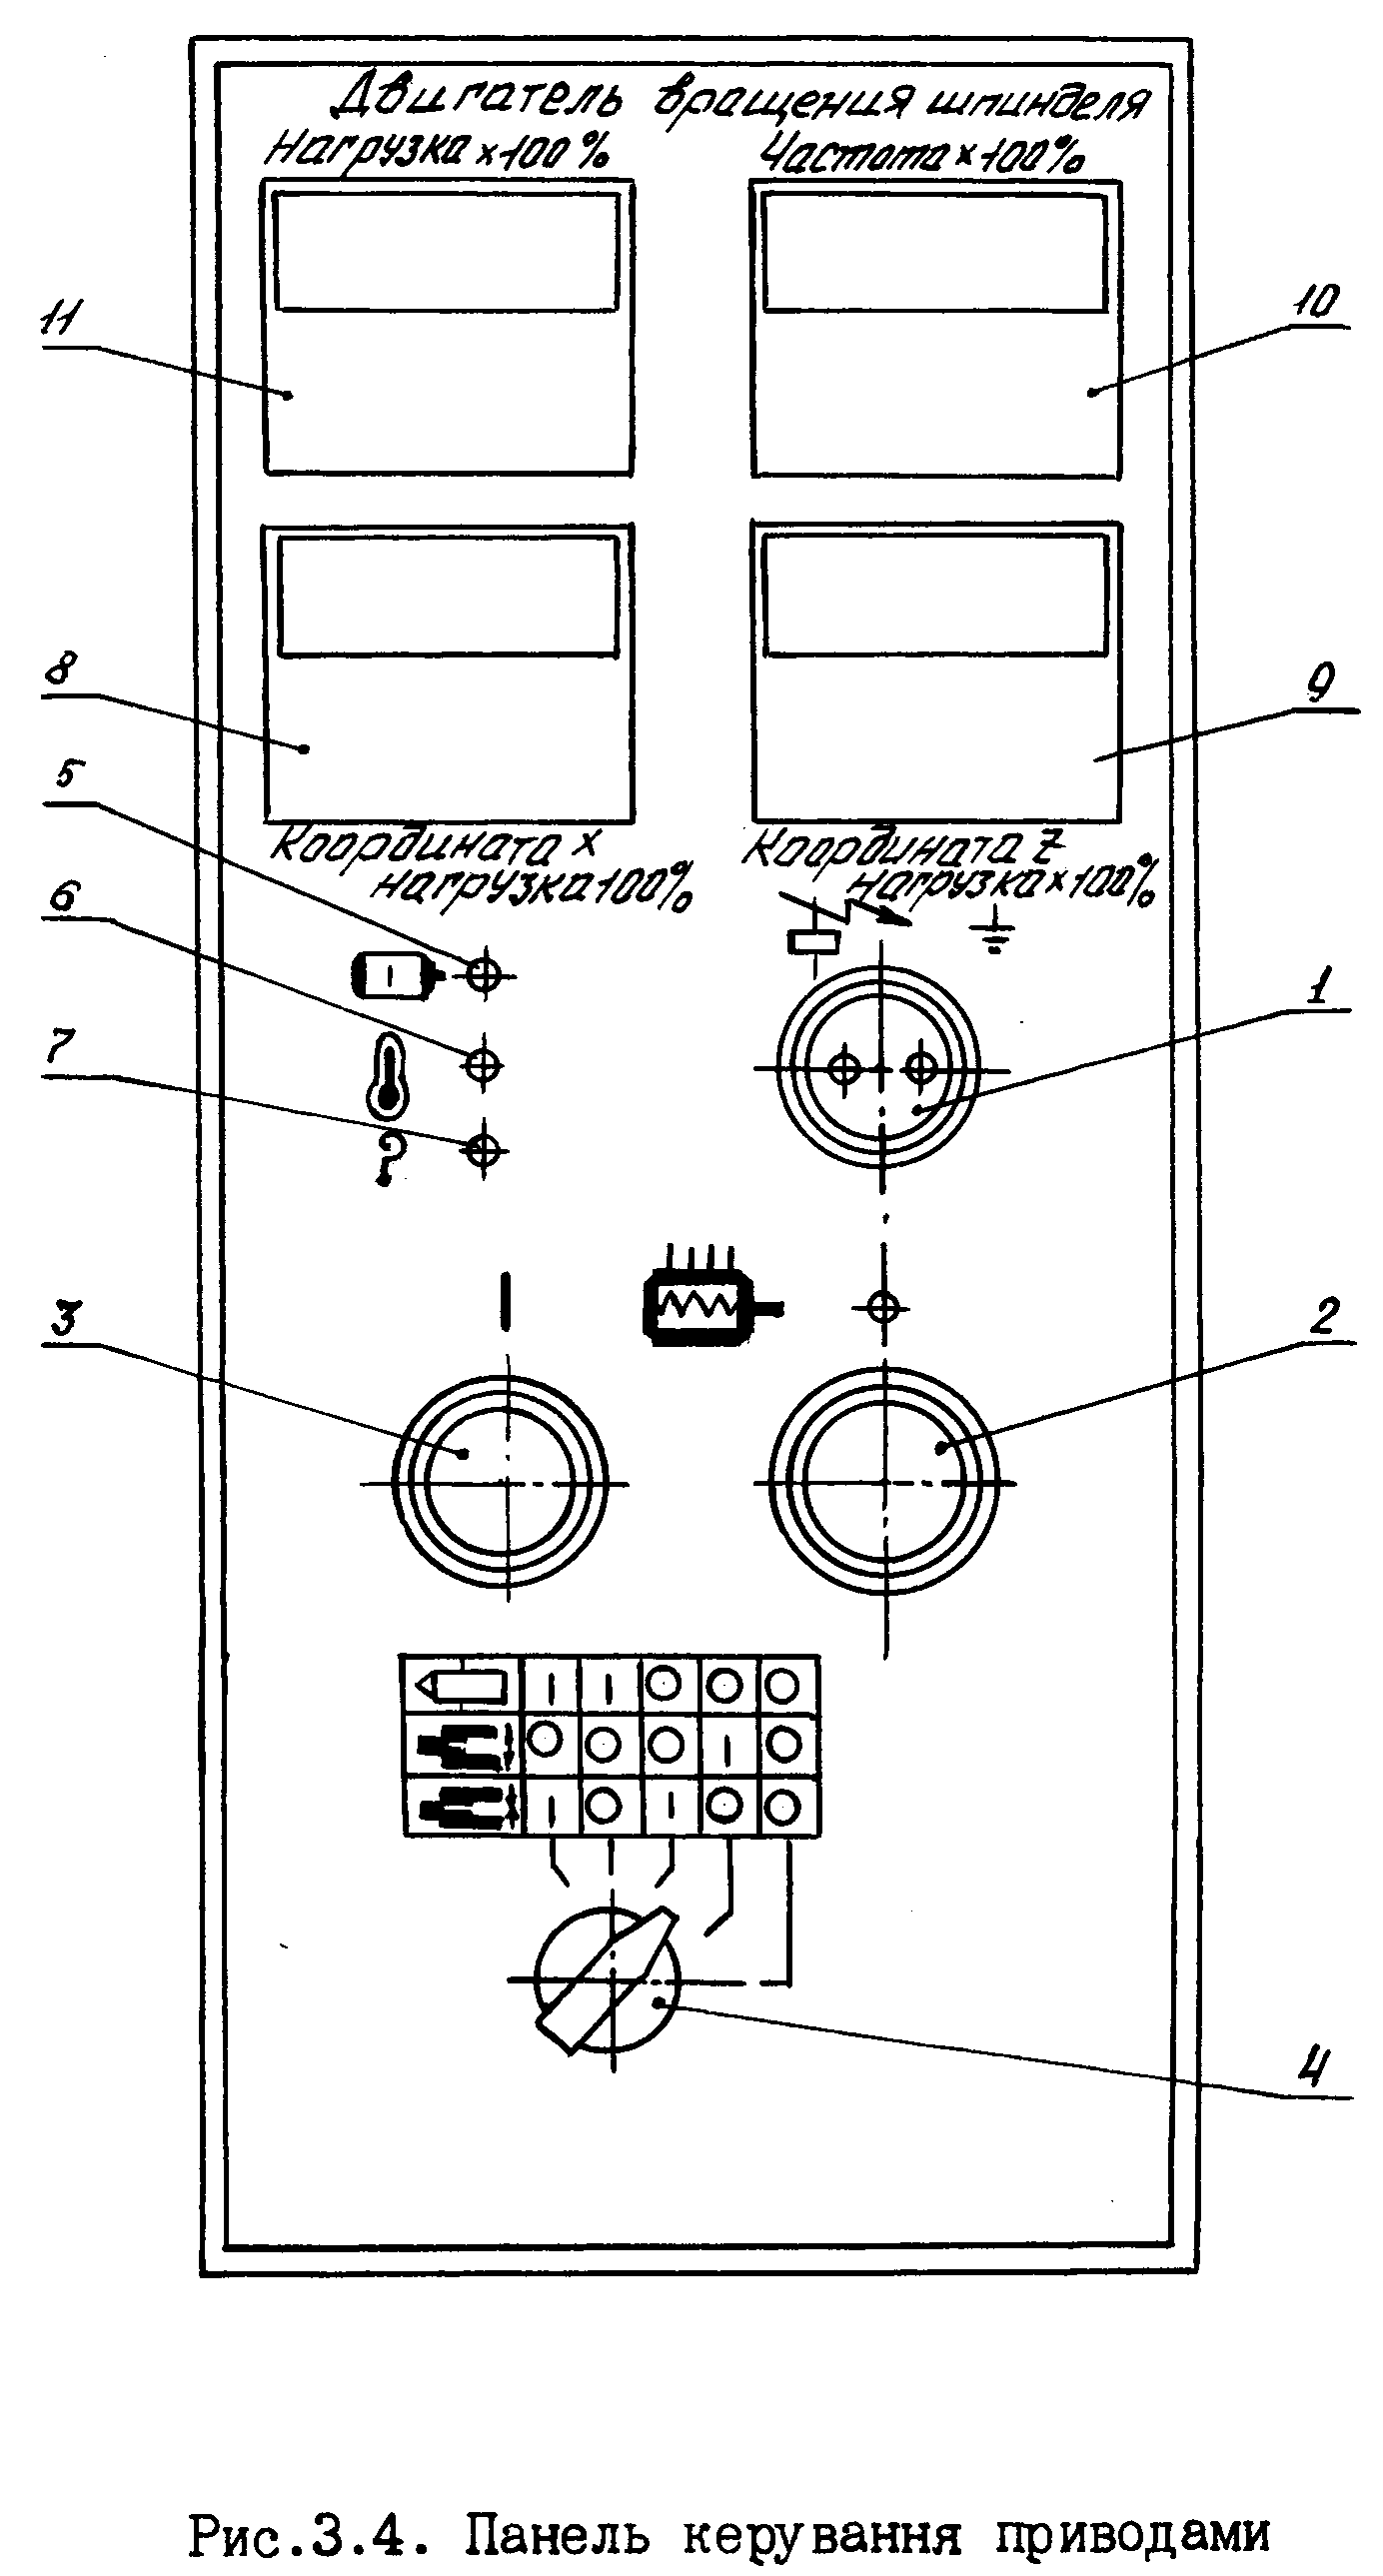 Двигатель вращения шпинделя
Нагрузка × 100 %
Частота × 100%
11
10
8
9
Координата x
нагрузка 100%
Координата Z
нагрузка × 100%
5
6
7
1
3
2
4
Рис.3.4. Панель керування приводами